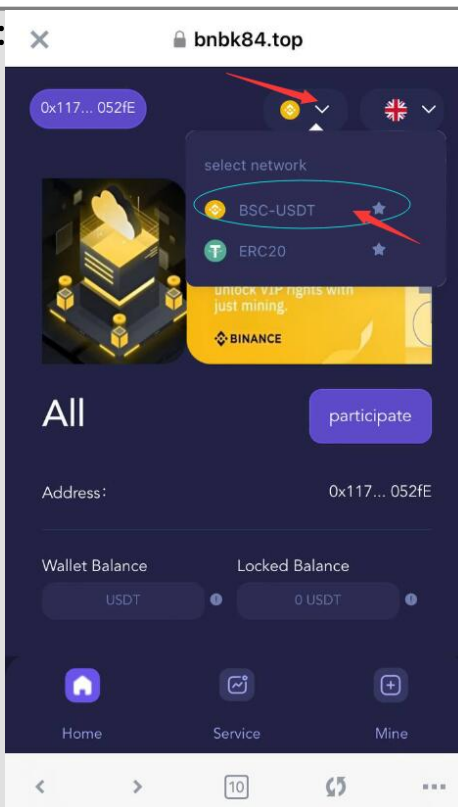 :
bnbk84.top
0x117... 052fE
select network
BSC-USDT
ERC20
unlock VIP rights with
just mining.
BINANCE
All
participate
Address:
0x117... 052fE
Wallet Balance
Locked Balance
USDT
0 USDT
Home
Service
Mine
10